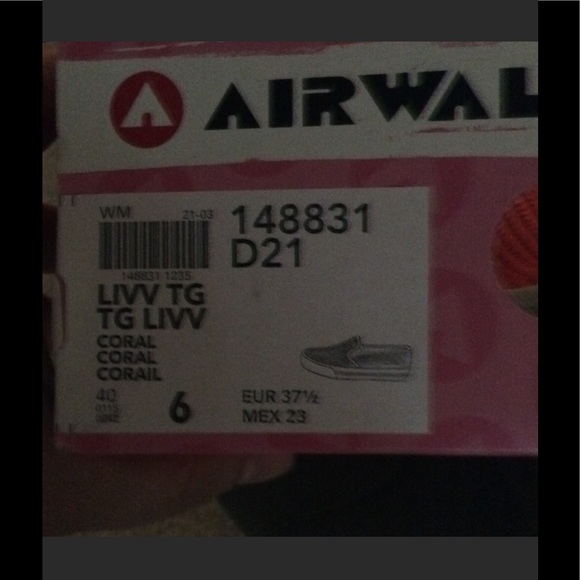 AIRWAL
WM 21-03
148831
D21
148831 1235
LIVV TG
TG LIVV
CORAL
CORAL
CORAIL
40
6
EUR 37½
MEX 23